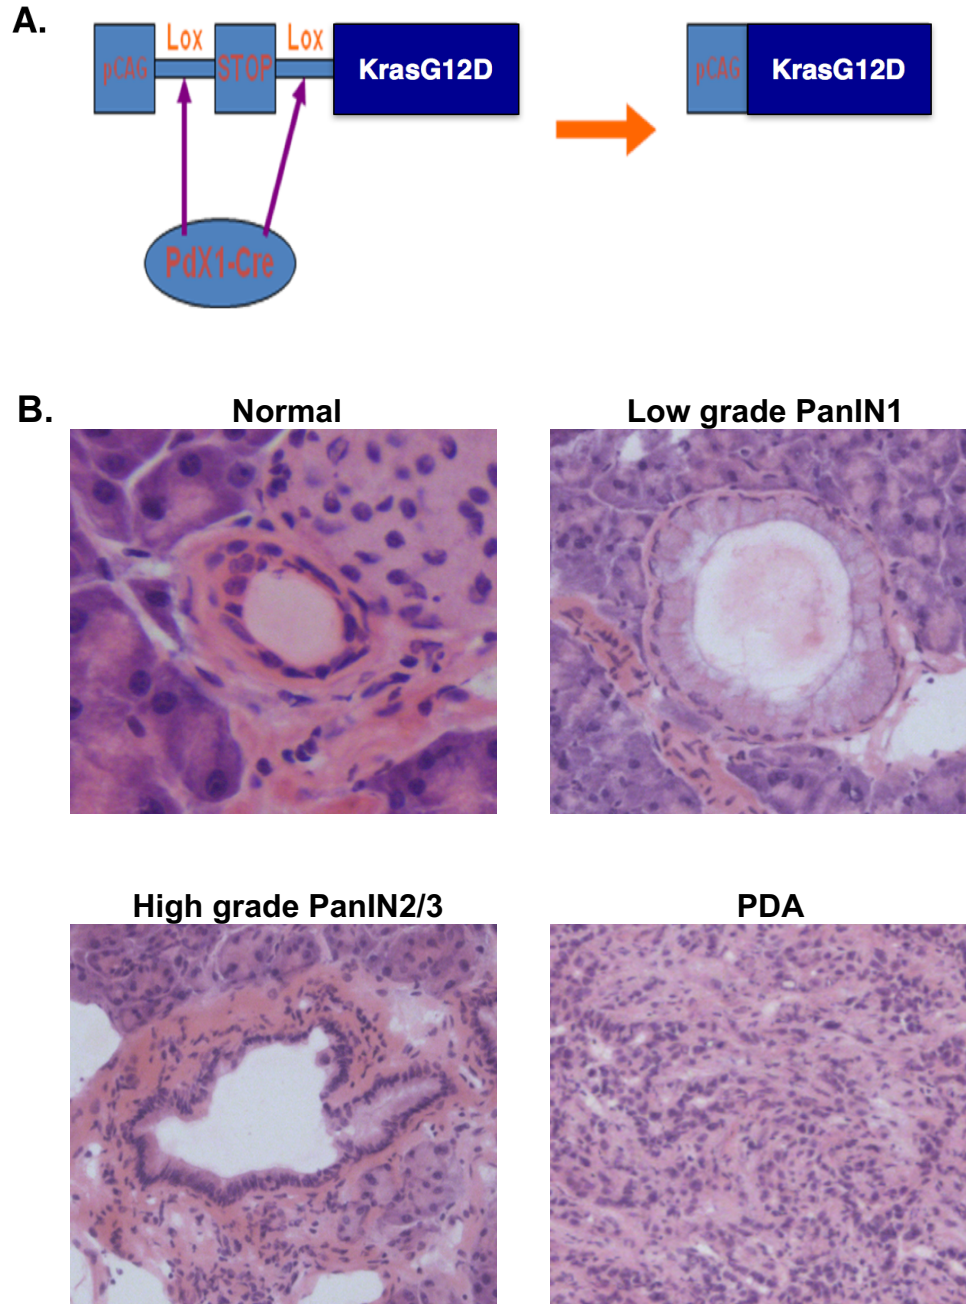 A.
Lox Lox
pCAG STOP KrasG12D pCAG KrasG12D
PdX1-Cre
B.
Normal Low grade PanIN1
High grade PanIN2/3 PDA